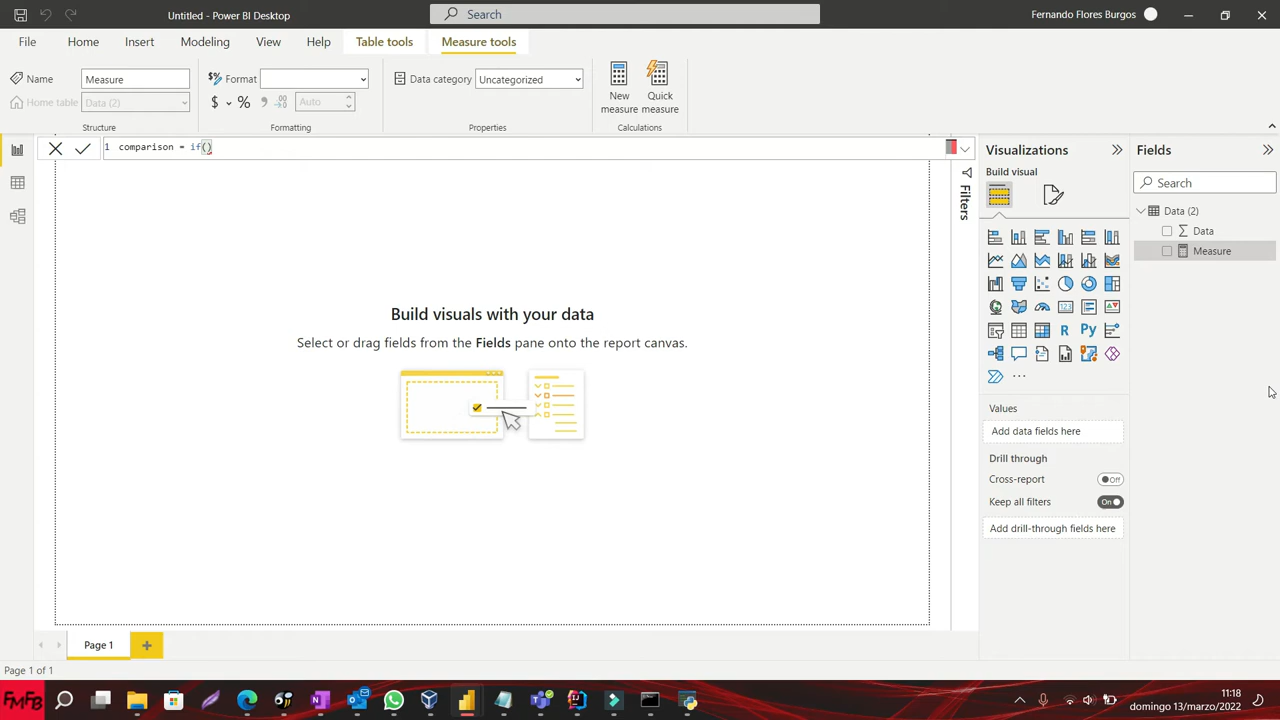 Untitled - Power BI Desktop
Search
Fernando Flores Burgos
File
Home
Insert
Modeling
View
Help
Table tools
Measure tools
Name
Measure
Home table
Data (2)
Structure
$% Format
$ % 9 Auto
Formatting
Data category
Uncategorized
Properties
New measure
Quick measure
Calculations
1 comparison = if()
Filters
Build visuals with your data
Select or drag fields from the Fields pane onto the report canvas.
Visualizations
Build visual
123
R
Py
Values
Add data fields here
Drill through
Cross-report
Off
Keep all filters
On
Add drill-through fields here
Fields
Search
Data (2)
Data
Measure
Page 1
Page 1 of 1
FMFB
11:18
domingo 13/marzo/2022